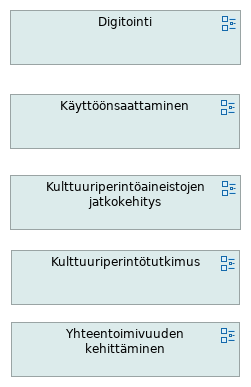 Digitointi
Käyttöönsaattaminen
Kulttuuriperintöaineistojen
jatkokehitys
Kulttuuriperintötutkimus
Yhteentoimivuuden
kehittäminen